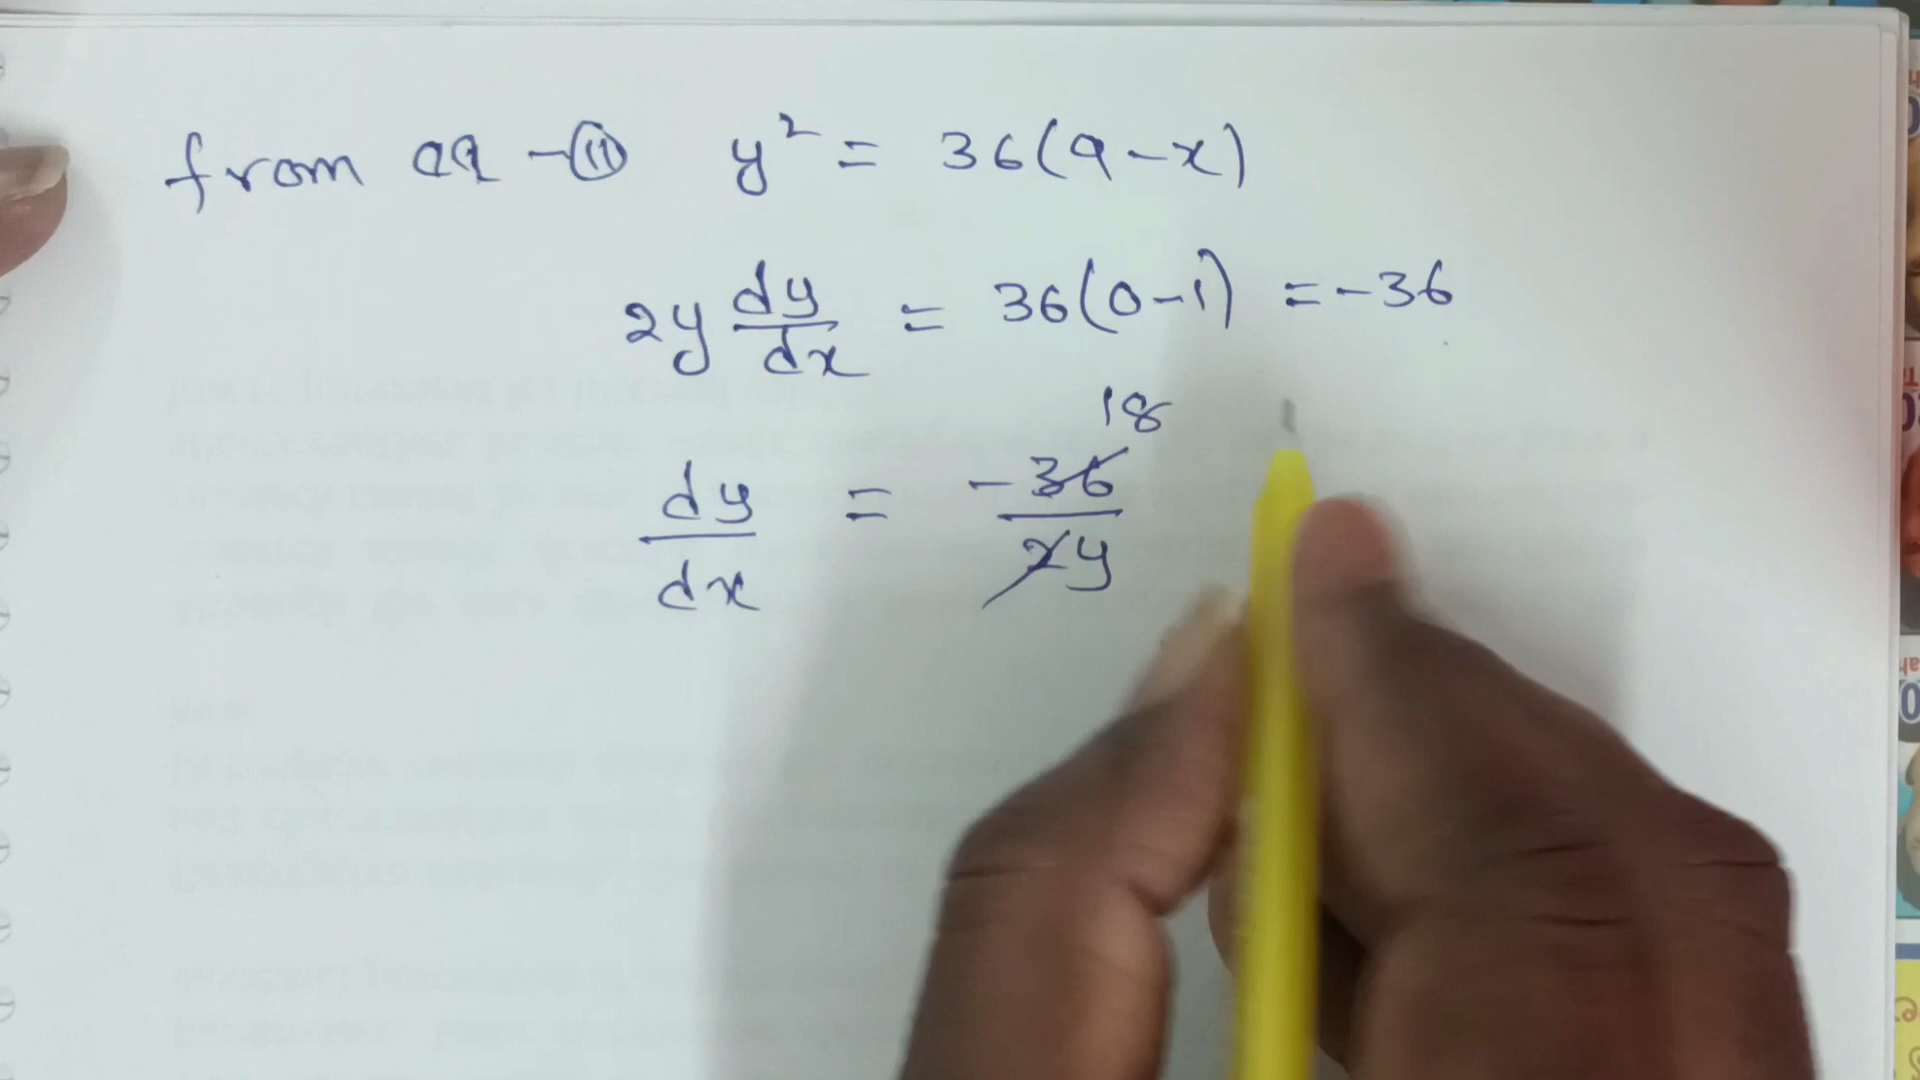 from eq - (ii) y² = 36(9-x)
2y dy/dx = 36(0-1) = -36
18
dy/dx = -36/2y